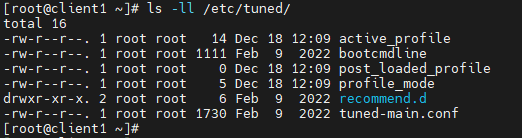 [root@client1 ~]# ls -ll /etc/tuned/
total 16
-rw-r--r--. 1 root root   14 Dec 18 12:09 active_profile
-rw-r--r--. 1 root root 1111 Feb  9  2022 bootcmdline
-rw-r--r--. 1 root root    0 Dec 18 12:09 post_loaded_profile
-rw-r--r--. 1 root root    5 Dec 18 12:09 profile_mode
drwxr-xr-x. 2 root root    6 Feb  9  2022 recommend.d
-rw-r--r--. 1 root root 1730 Feb  9  2022 tuned-main.conf
[root@client1 ~]#